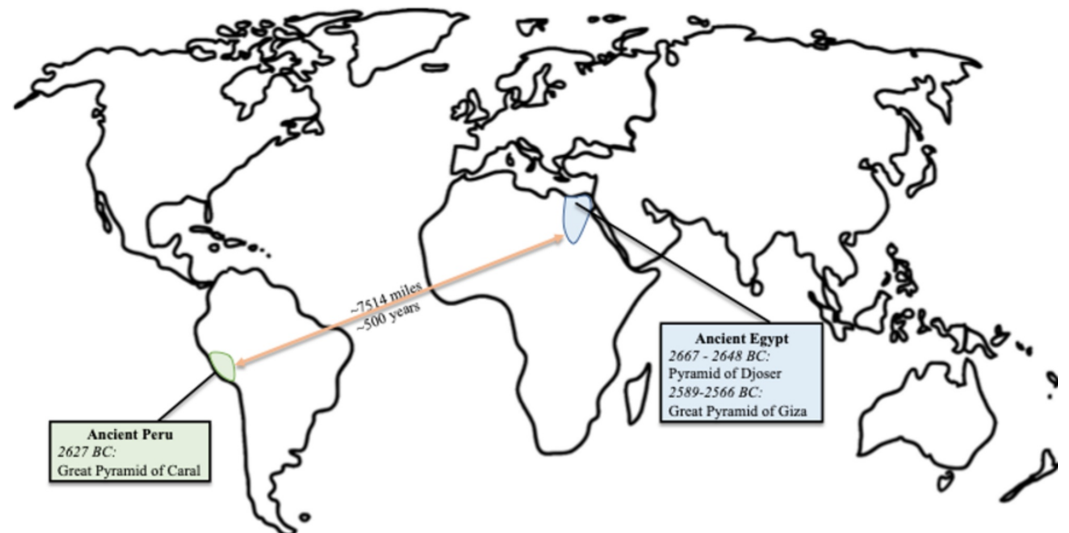 ~7514 miles
~500 years
Ancient Egypt
2667 - 2648 BC:
Pyramid of Djoser
2589-2566 BC:
Great Pyramid of Giza
Ancient Peru
2627 BC:
Great Pyramid of Caral